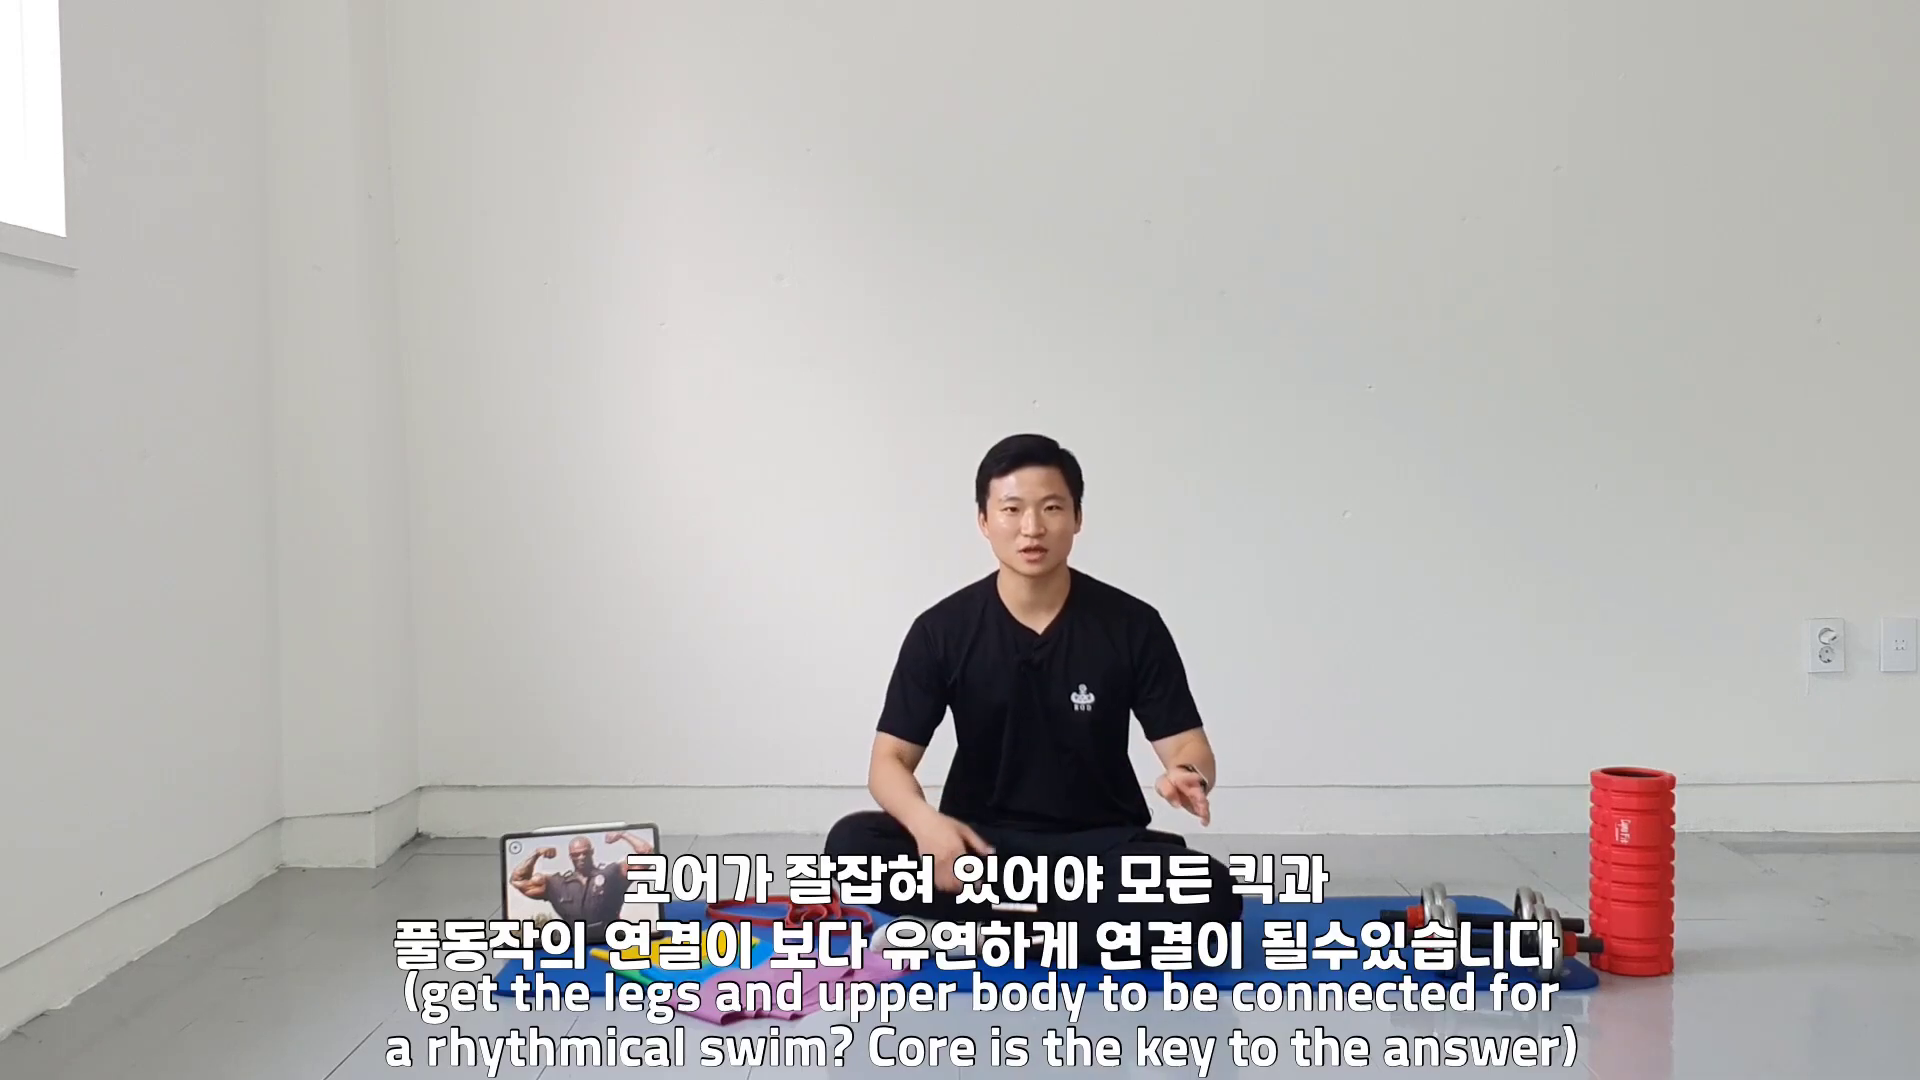 코어가 잘잡혀 있어야 모든 킥과
풀동작의 연결이 보다 유연하게 연결이 될수있습니다
(get the legs and upper body to be connected for
a rhythmical swim? Core is the key to the answer)